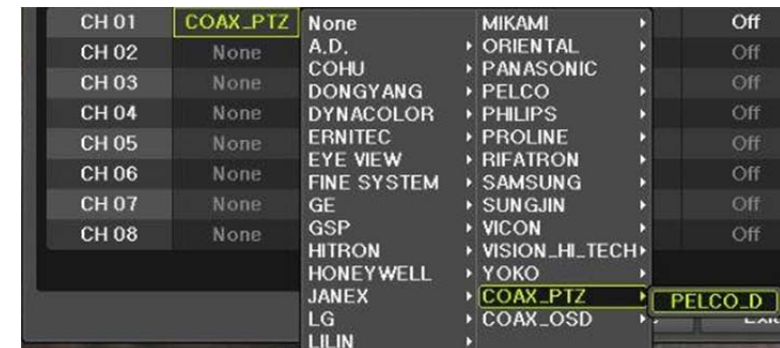 CH 01 COAX_PTZ Off
CH 02 None Off
CH 03 None Off
CH 04 None Off
CH 05 None Off
CH 06 None Off
CH 07 None Off
CH 08 None Off
None
A.D.
COHU
DONGYANG
DYNACOLOR
ERNITEC
EYE VIEW
FINE SYSTEM
GE
GSP
HITRON
HONEYWELL
JANEX
LG
LILIN
MIKAMI
ORIENTAL
PANASONIC
PELCO
PHILIPS
PROLINE
RIFATRON
SAMSUNG
SUNGJIN
VICON
VISION_HI_TECH
YOKO
COAX_PTZ
COAX_OSD
PELCO_D